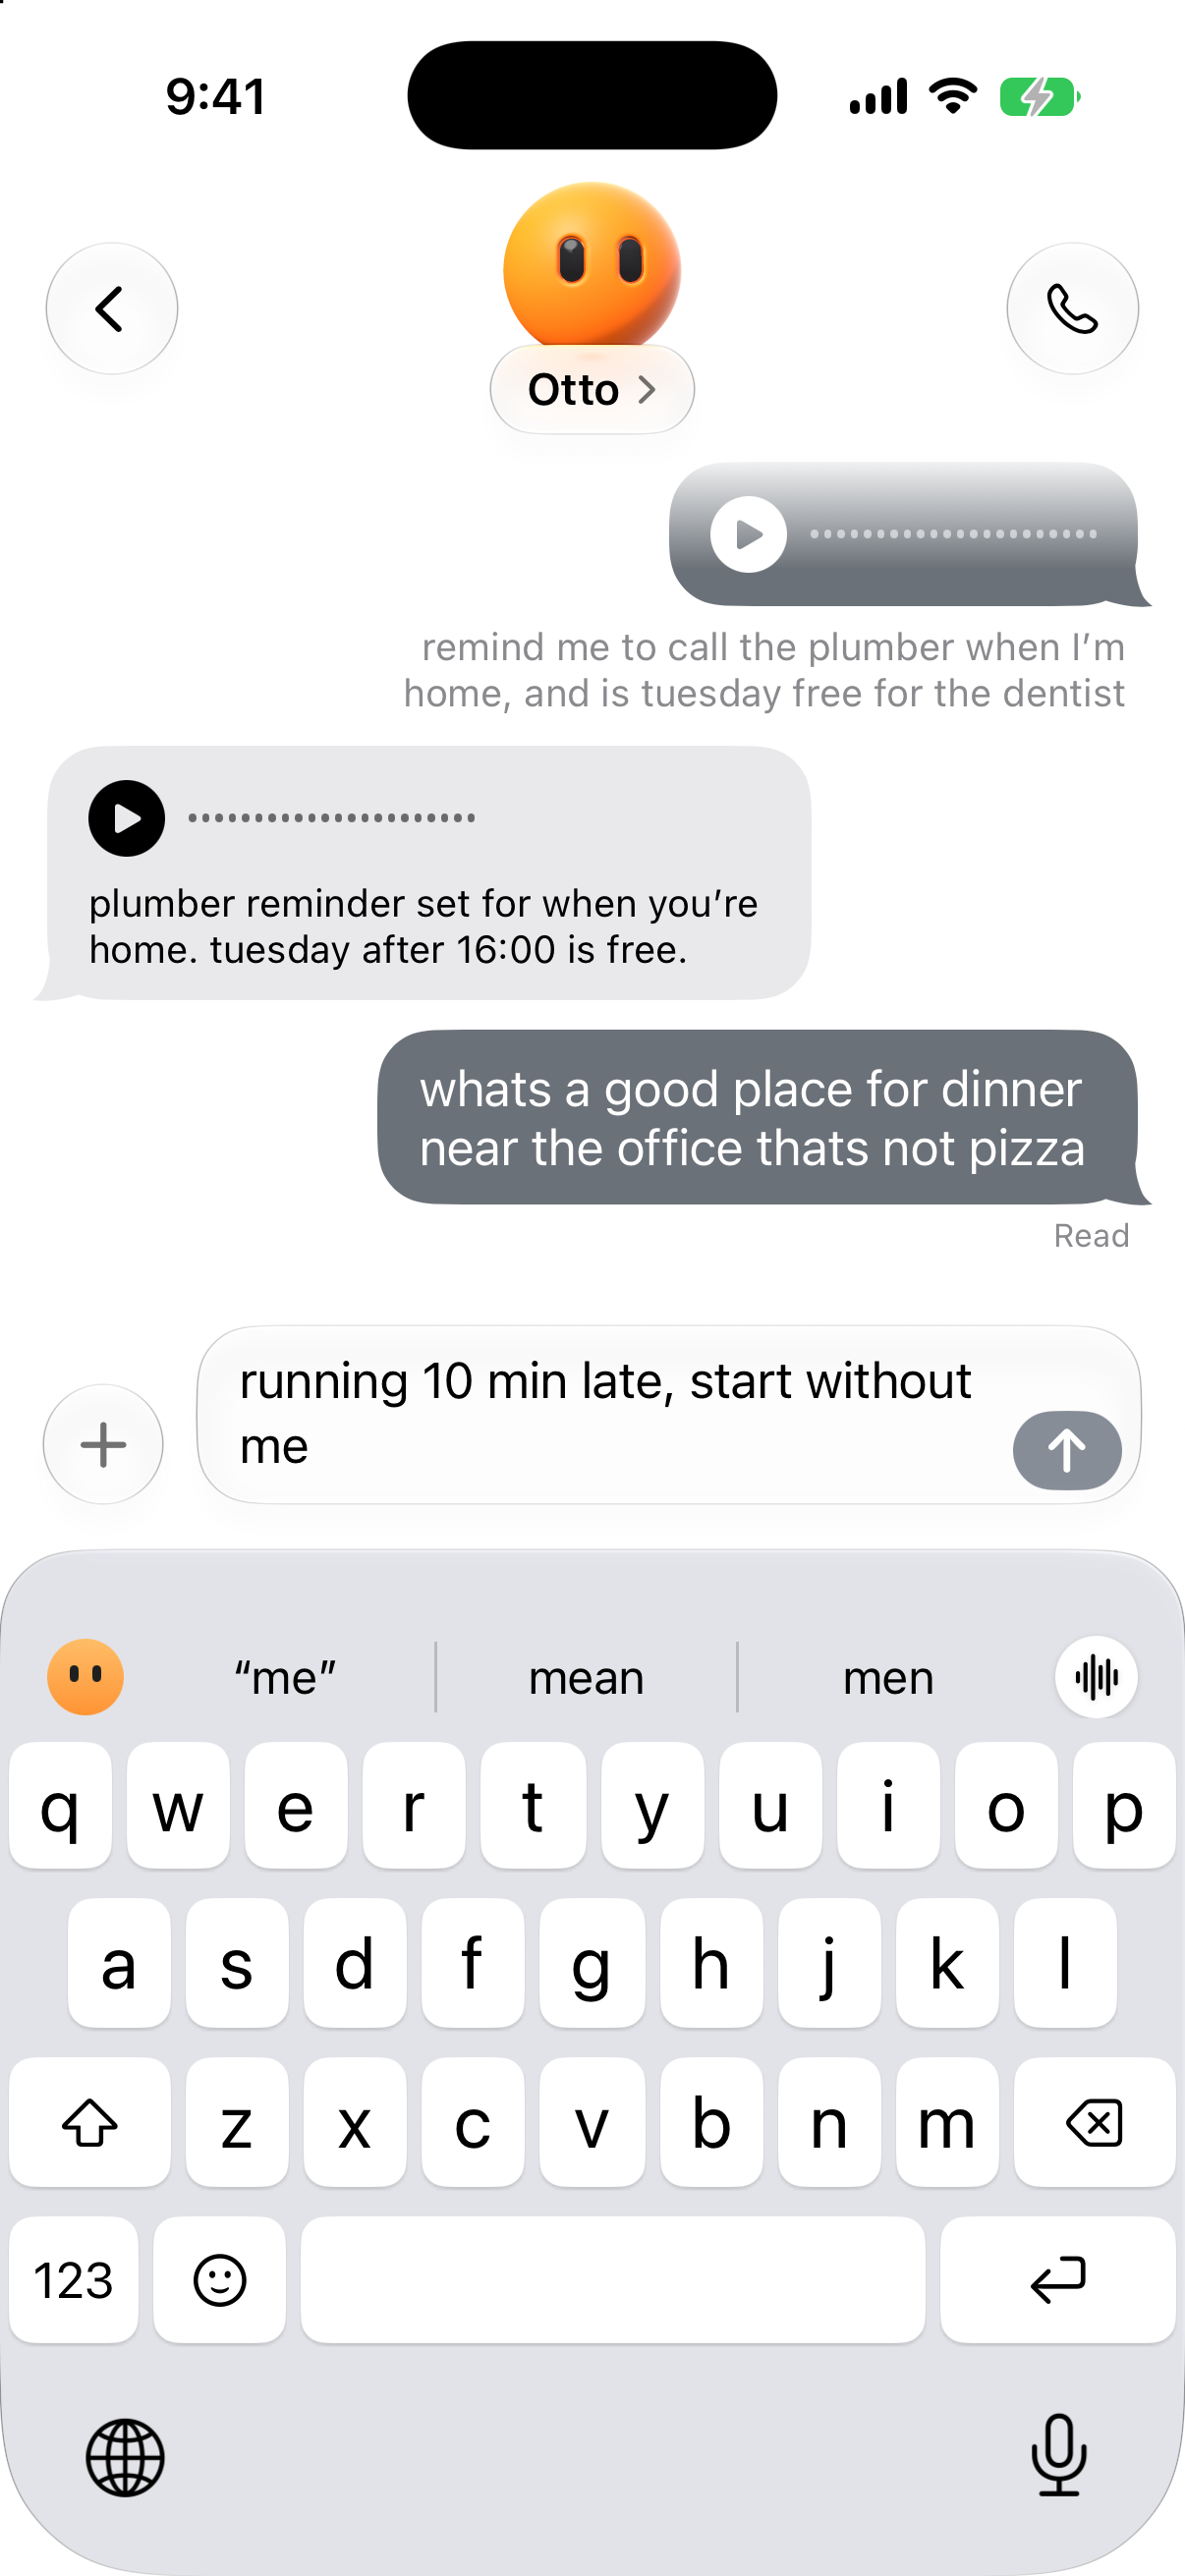 9:41
Otto
remind me to call the plumber when I’m
home, and is tuesday free for the dentist
plumber reminder set for when you’re
home. tuesday after 16:00 is free.
whats a good place for dinner
near the office thats not pizza
Read
running 10 min late, start without
me
“me” mean men
q w e r t y u i o p
a s d f g h j k l
z x c v b n m
123